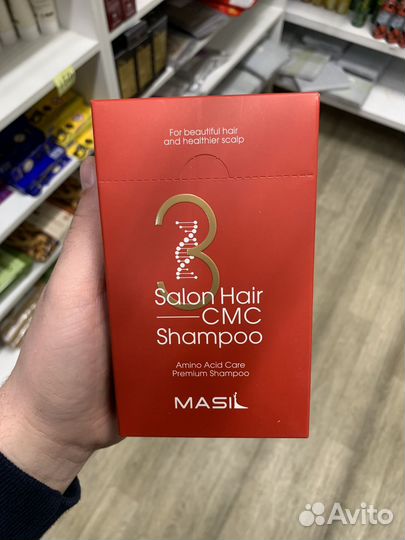 For beautiful hair
and healthier scalp
3
Salon Hair
CMC
Shampoo
Amino Acid Care
Premium Shampoo
MASIL
Avito